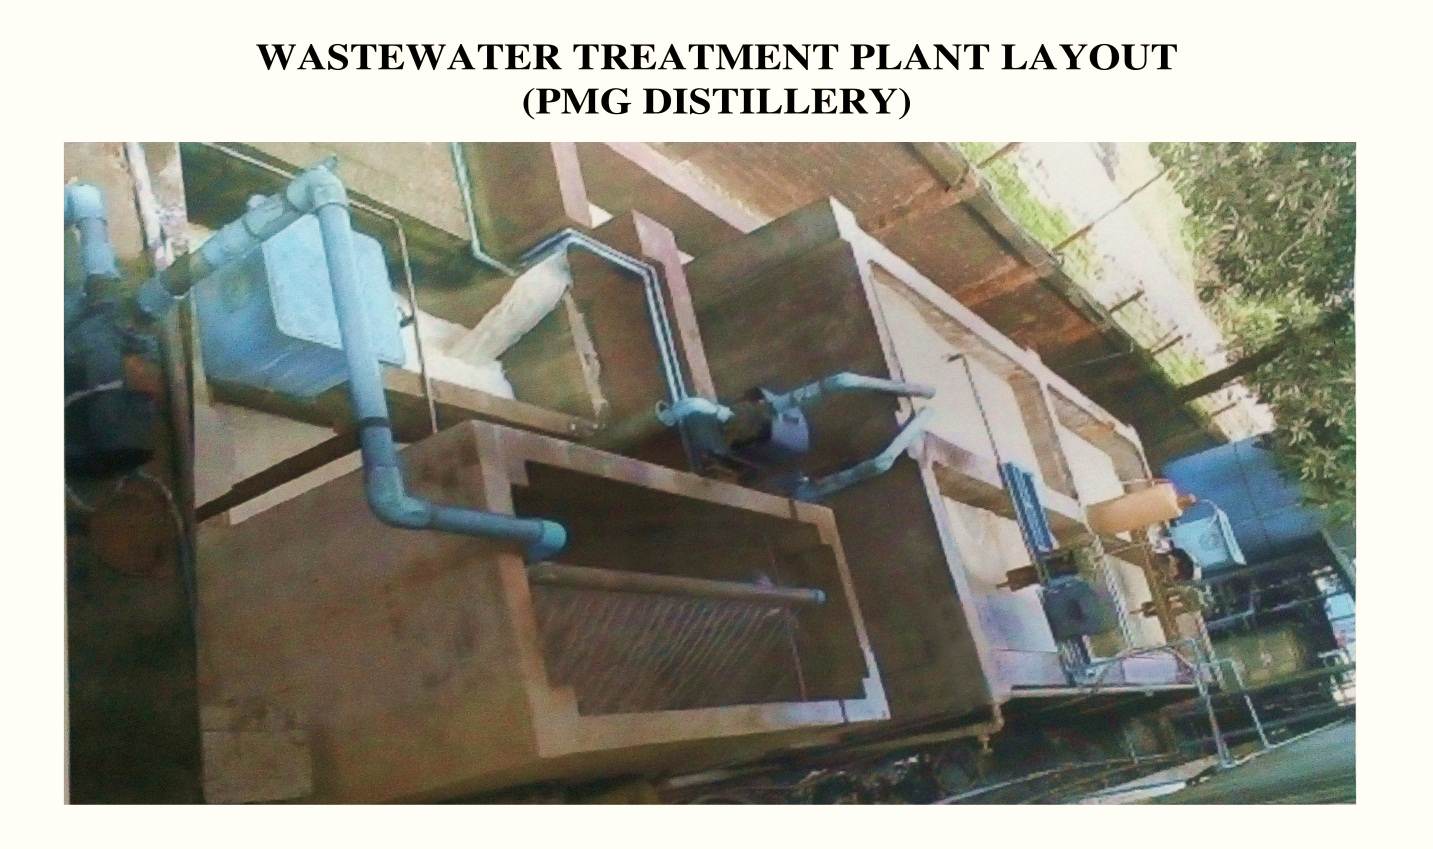 WASTEWATER TREATMENT PLANT LAYOUT
(PMG DISTILLERY)